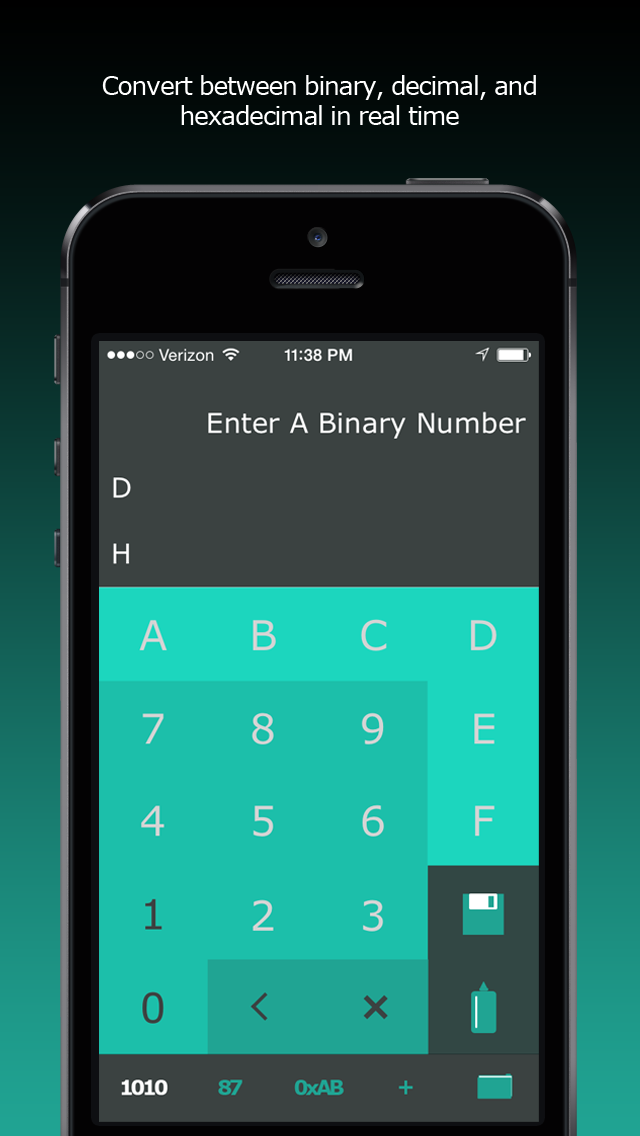 Convert between binary, decimal, and
hexadecimal in real time
Verizon 11:38 PM
Enter A Binary Number
D
H
A B C D
7 8 9 E
4 5 6 F
1 2 3
0 < ×
1010 87 0xAB +